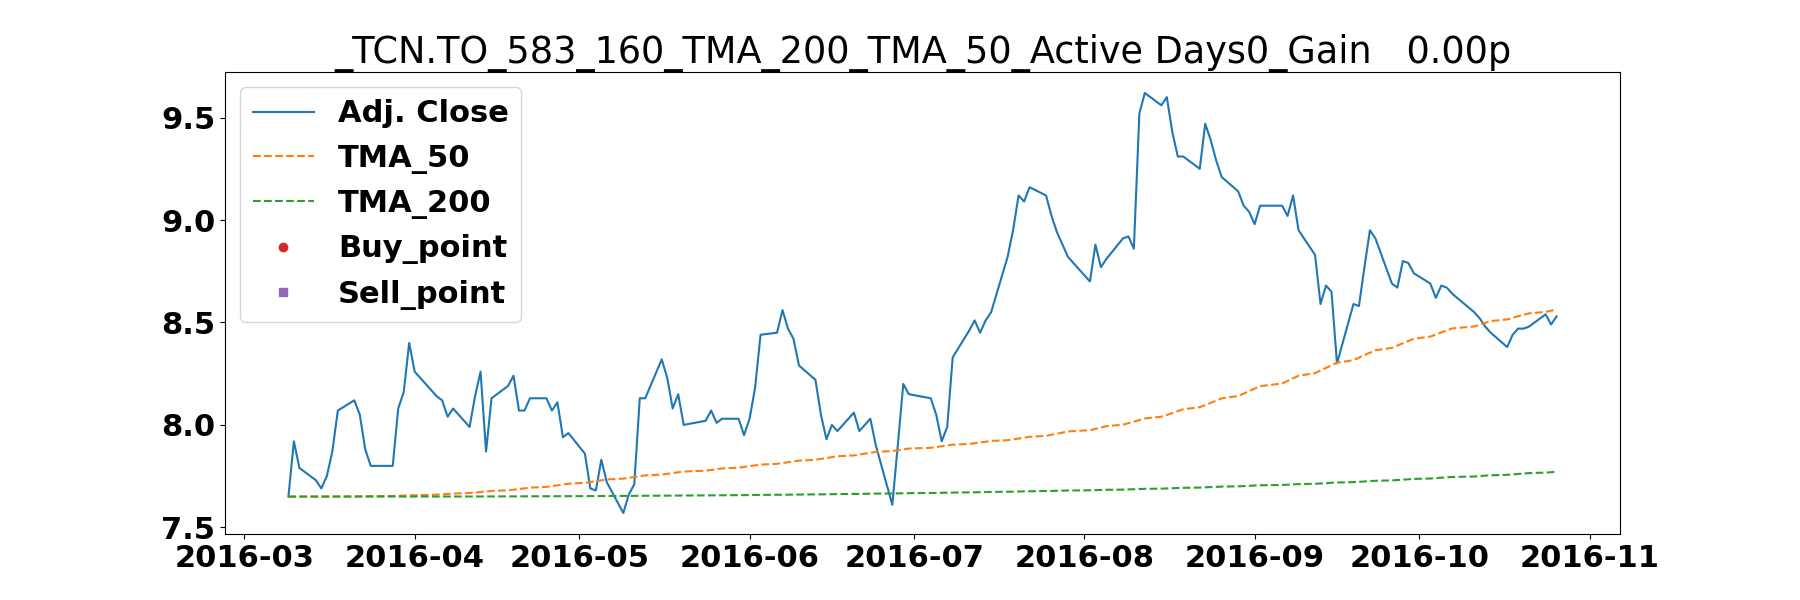 _TCN.TO_583_160_TMA_200_TMA_50_Active Days0_Gain   0.00p
Adj. Close
TMA_50
TMA_200
Buy_point
Sell_point
9.5
9.0
8.5
8.0
7.5
2016-03 2016-04 2016-05 2016-06 2016-07 2016-08 2016-09 2016-10 2016-11